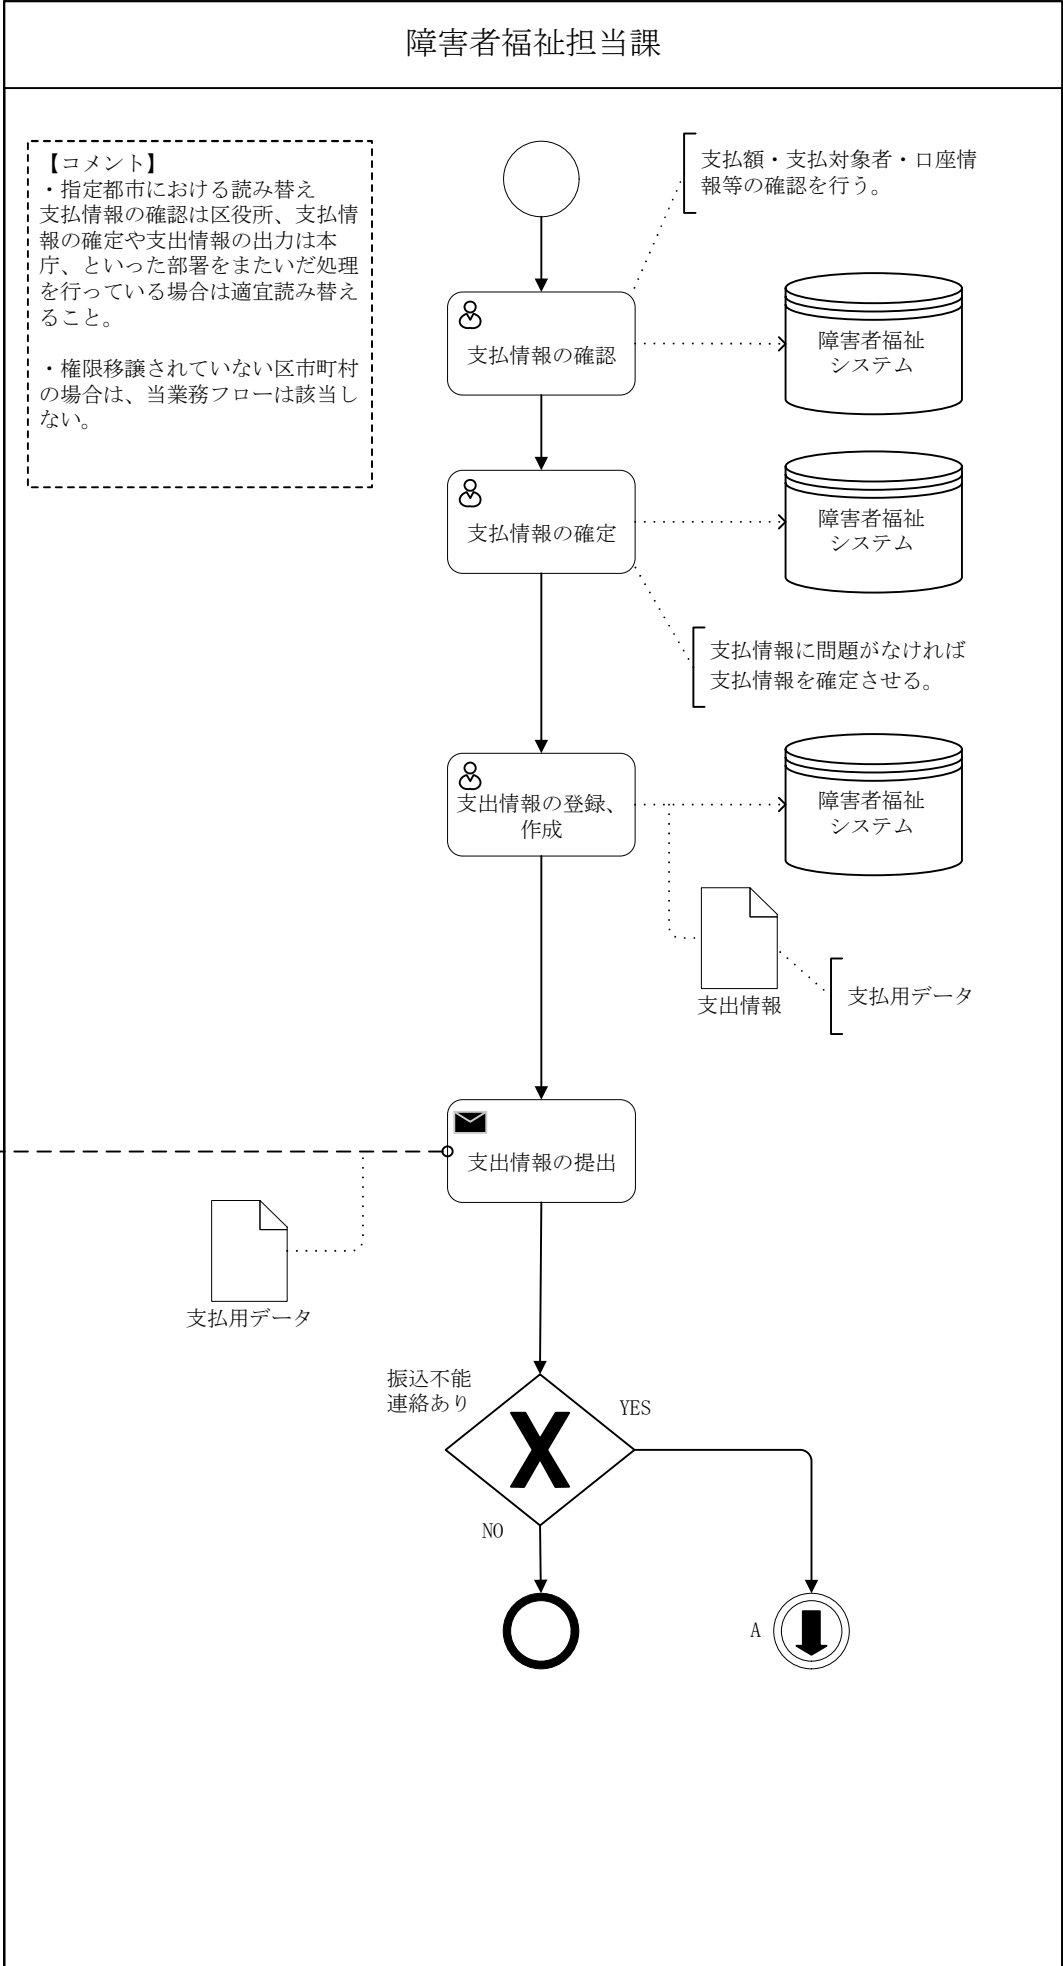 障害者福祉担当課
【コメント】
・指定都市における読み替え
支払情報の確認は区役所、支払情
報の確定や支出情報の出力は本
庁、といった部署をまたいだ処理
を行っている場合は適宜読み替え
ること。
・権限移譲されていない区市町村
の場合は、当業務フローは該当し
ない。
支払額・支払対象者・口座情
報等の確認を行う。
支払情報の確認
障害者福祉
システム
支払情報の確定
障害者福祉
システム
支払情報に問題がなければ
支払情報を確定させる。
支出情報の登録、
作成
障害者福祉
システム
支出情報
支払用データ
支出情報の提出
支払用データ
振込不能
連絡あり
YES
NO
A